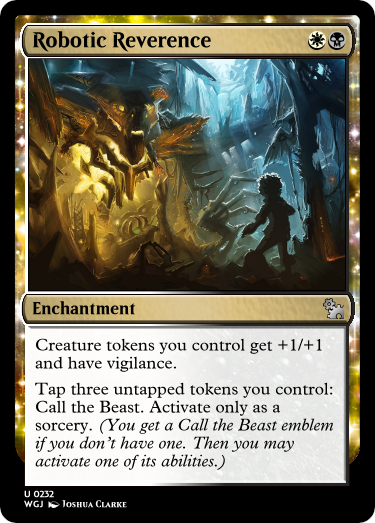 Robotic Reverence
Enchantment
Creature tokens you control get +1/+1
and have vigilance.
Tap three untapped tokens you control:
Call the Beast. Activate only as a
sorcery. (You get a Call the Beast emblem
if you don't have one. Then you may
activate one of its abilities.)
U 0232
WGJ Joshua Clarke